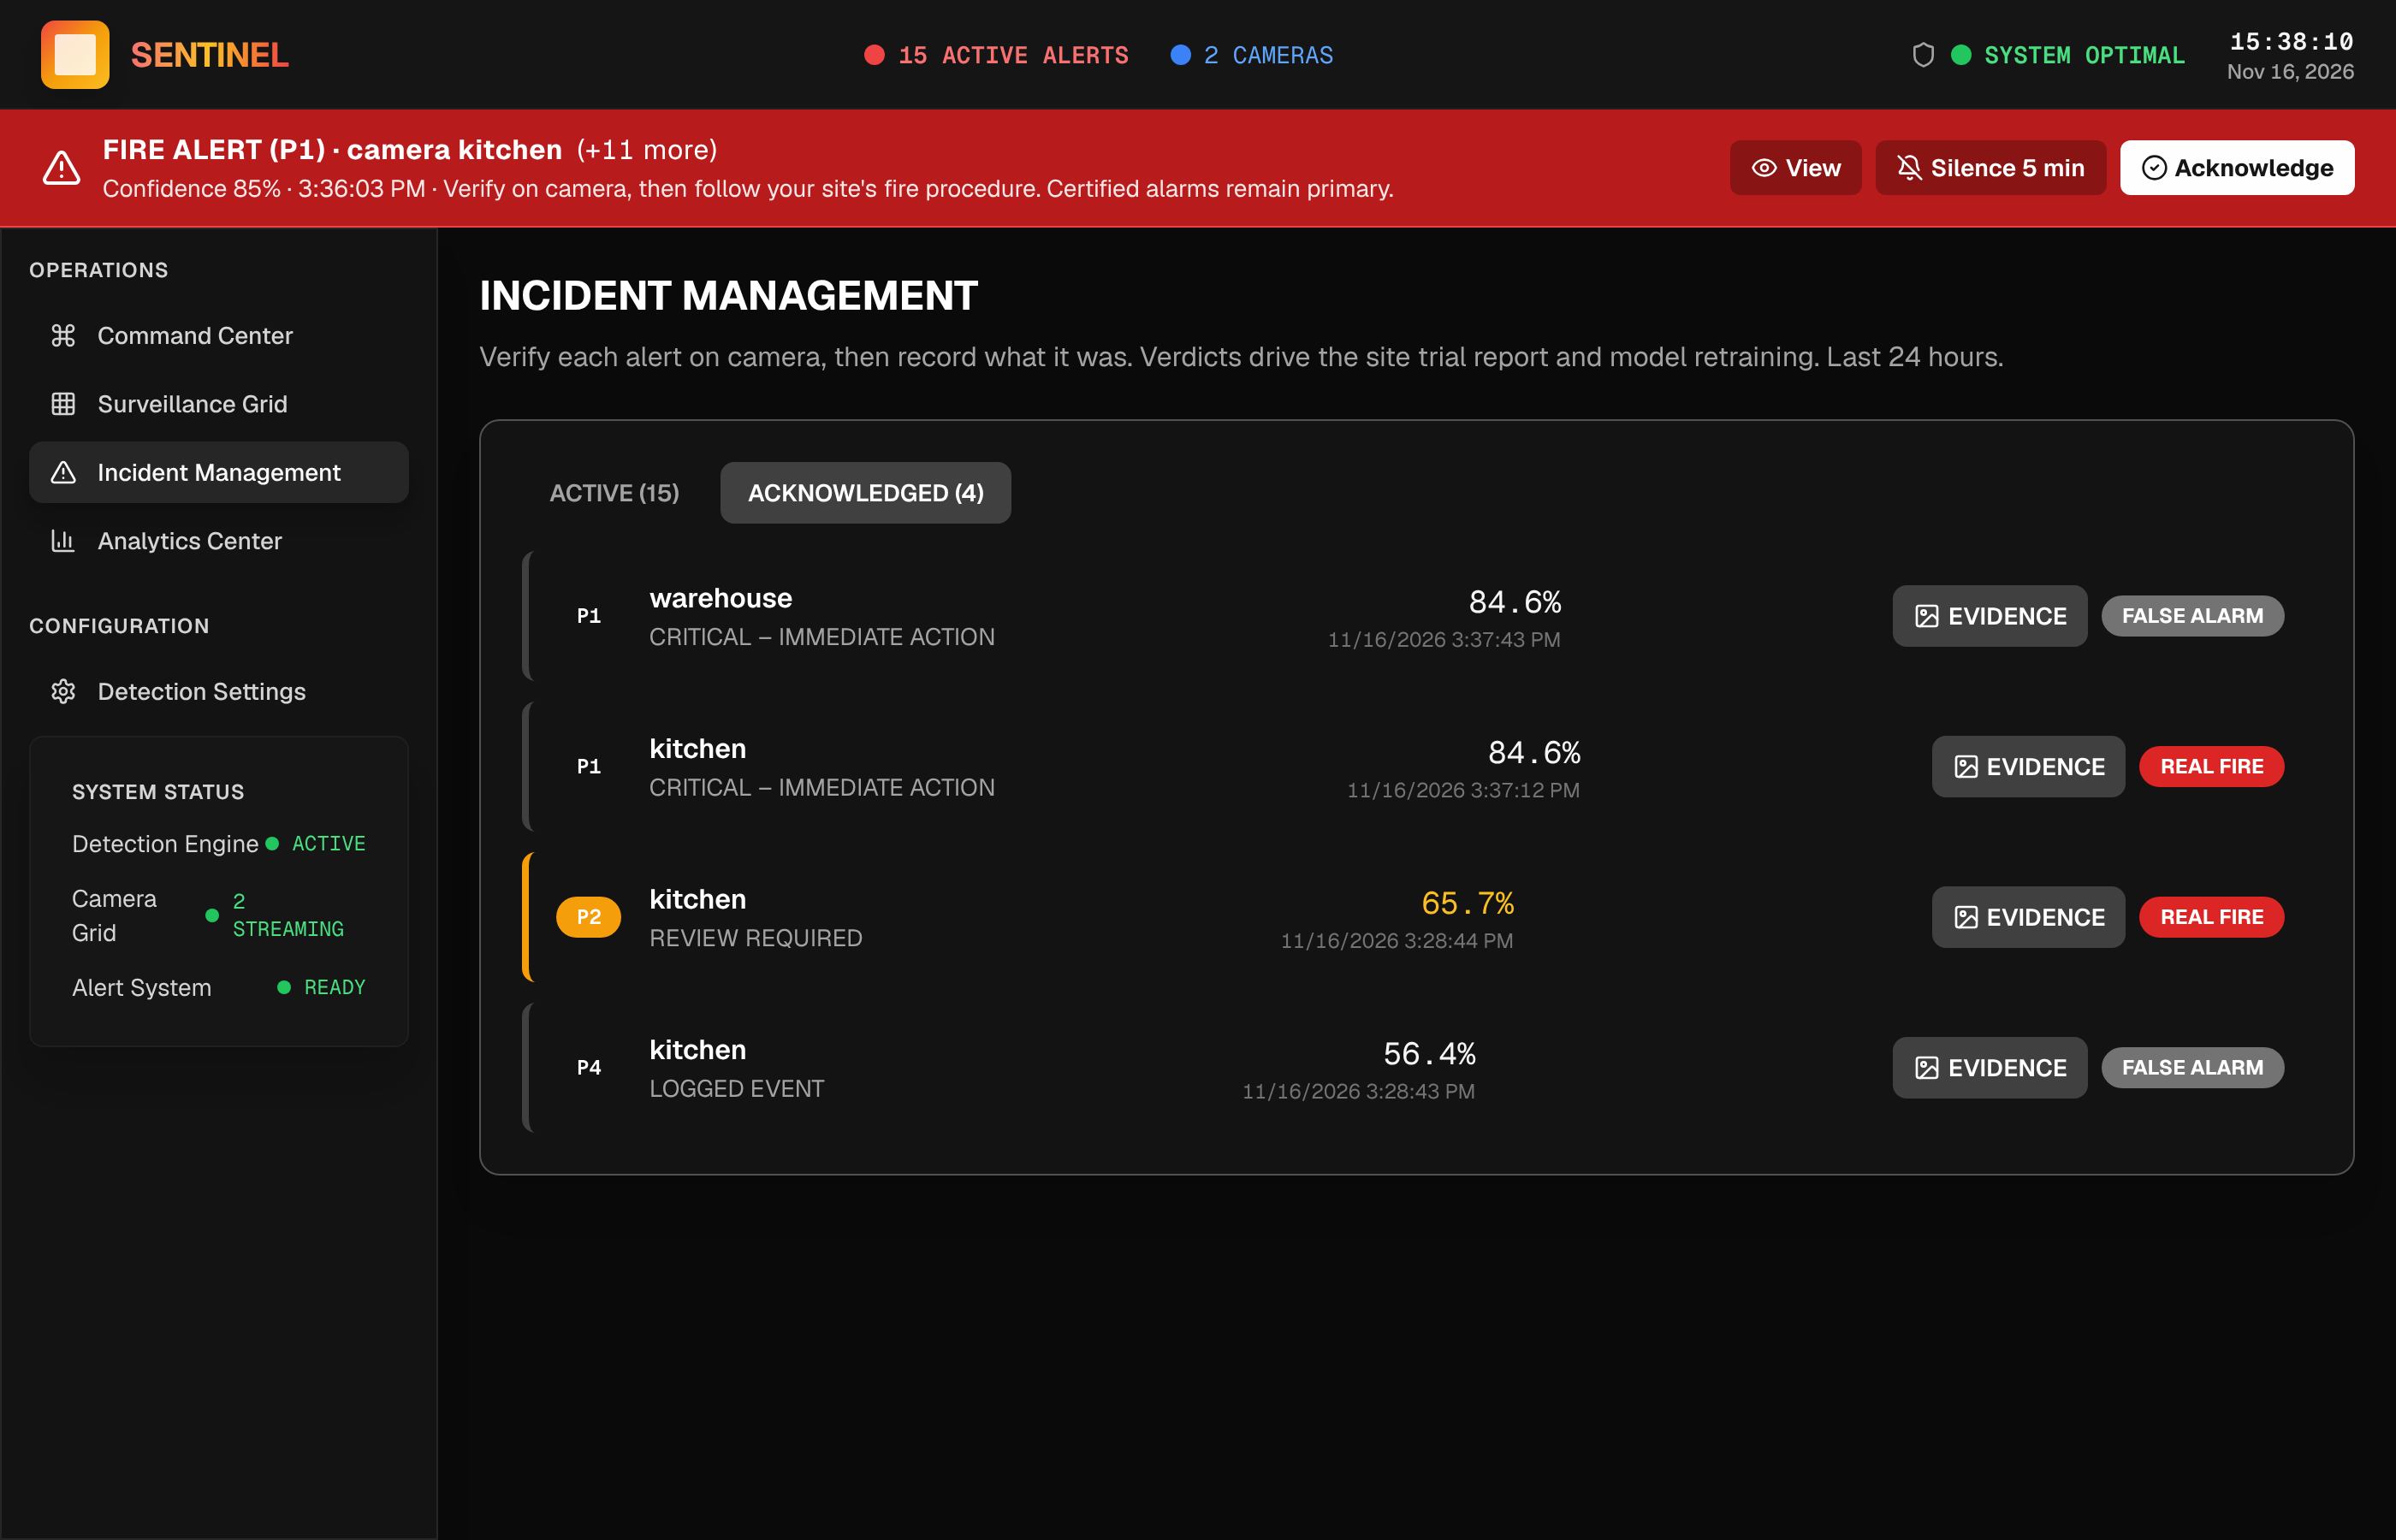 SENTINEL
15 ACTIVE ALERTS
2 CAMERAS
SYSTEM OPTIMAL
15:38:10
Nov 16, 2026
FIRE ALERT (P1) · camera kitchen (+11 more)
Confidence 85% · 3:36:03 PM · Verify on camera, then follow your site's fire procedure. Certified alarms remain primary.
View
Silence 5 min
Acknowledge
OPERATIONS
Command Center
Surveillance Grid
Incident Management
Analytics Center
CONFIGURATION
Detection Settings
SYSTEM STATUS
Detection Engine ACTIVE
Camera Grid
2 STREAMING
Alert System READY
INCIDENT MANAGEMENT
Verify each alert on camera, then record what it was. Verdicts drive the site trial report and model retraining. Last 24 hours.
ACTIVE (15)
ACKNOWLEDGED (4)
P1
warehouse
CRITICAL – IMMEDIATE ACTION
84.6%
11/16/2026 3:37:43 PM
EVIDENCE
FALSE ALARM
P1
kitchen
CRITICAL – IMMEDIATE ACTION
84.6%
11/16/2026 3:37:12 PM
EVIDENCE
REAL FIRE
P2
kitchen
REVIEW REQUIRED
65.7%
11/16/2026 3:28:44 PM
EVIDENCE
REAL FIRE
P4
kitchen
LOGGED EVENT
56.4%
11/16/2026 3:28:43 PM
EVIDENCE
FALSE ALARM